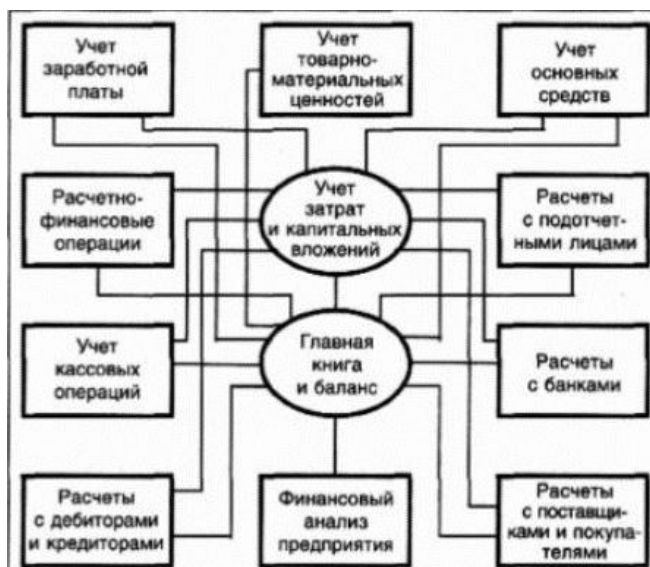 Учет
заработной
платы
Учет
товарно-
материальных
ценностей
Учет
основных
средств
Расчетно-
финансовые
операции
Учет
затрат
и капитальных
вложений
Расчеты
с подотчет-
ными лицами
Учет
кассовых
операций
Главная
книга
и баланс
Расчеты
с банками
Расчеты
с дебиторами
и кредиторами
Финансовый
анализ
предприятия
Расчеты
с поставщи-
ками и покупа-
телями